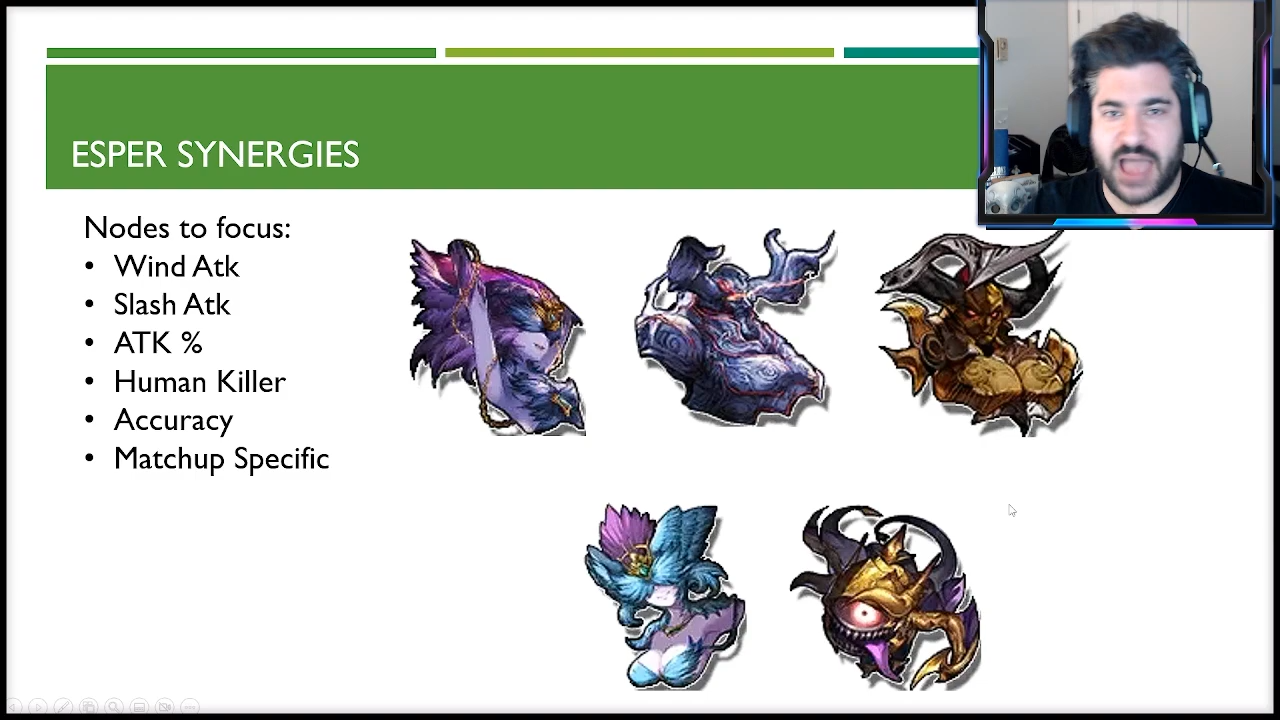 ESPER SYNERGIES
Nodes to focus:
• Wind Atk
• Slash Atk
• ATK %
• Human Killer
• Accuracy
• Matchup Specific